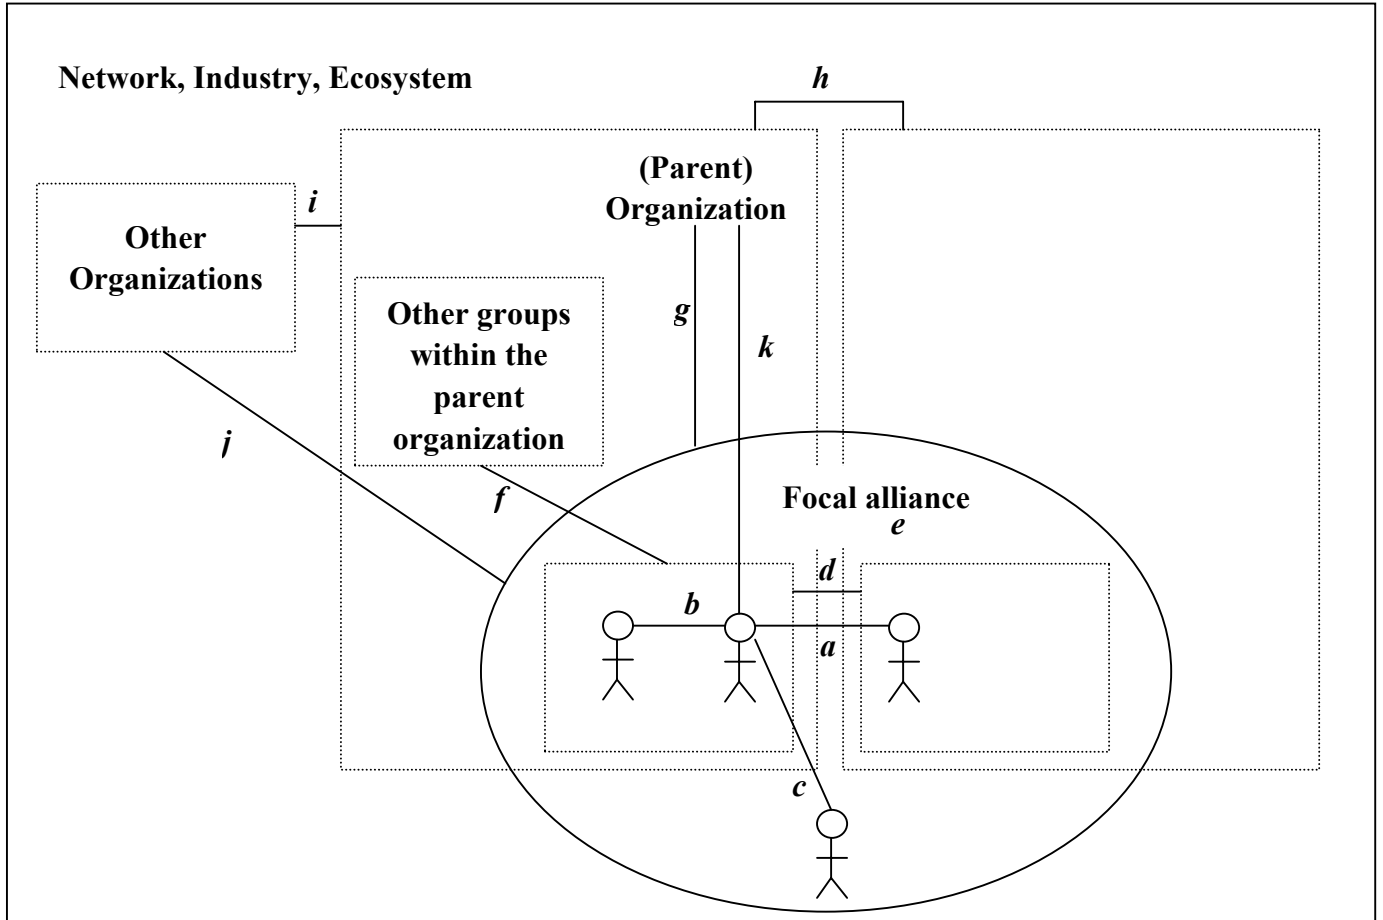 Network, Industry, Ecosystem
h
(Parent)
Organization
i
Other
Organizations
g
k
Other groups
within the
parent
organization
j
f
Focal alliance
e
d
b
a
c